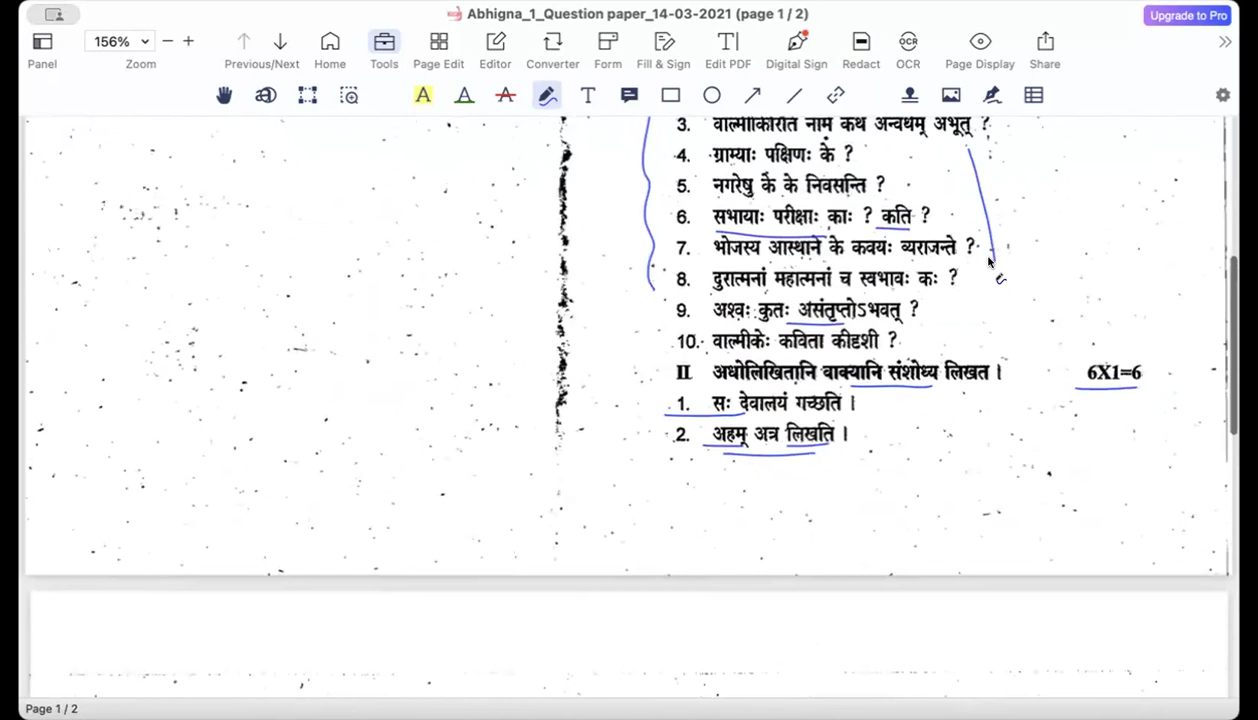 Abhigna_1_Question paper_14-03-2021 (page 1 / 2)
Upgrade to Pro
156%
Panel Zoom Previous/Next Home Tools Page Edit Editor Converter Form Fill & Sign Edit PDF Digital Sign Redact OCR Page Display Share
3. वाल्मीकिरिति नाम कथं अन्वर्थम् अभूत् ?
4. ग्राम्याः पक्षिणः के ?
5. नगरेषु के के निवसन्ति ?
6. सभायाः परीक्षाः काः ? कति ?
7. भोजस्य आस्थाने के कवयः व्यराजन्ते ?
8. दुरात्मनां महात्मनां च स्वभावः कः ?
9. अश्वः कुतः असंतृप्तोऽभवत् ?
10. वाल्मीकेः कविता कीदृशी ?
II अधोलिखितानि वाक्यानि संशोध्य लिखत । 6X1=6
1. सः देवालयं गच्छति ।
2. अहम् अत्र लिखति ।
Page 1 / 2